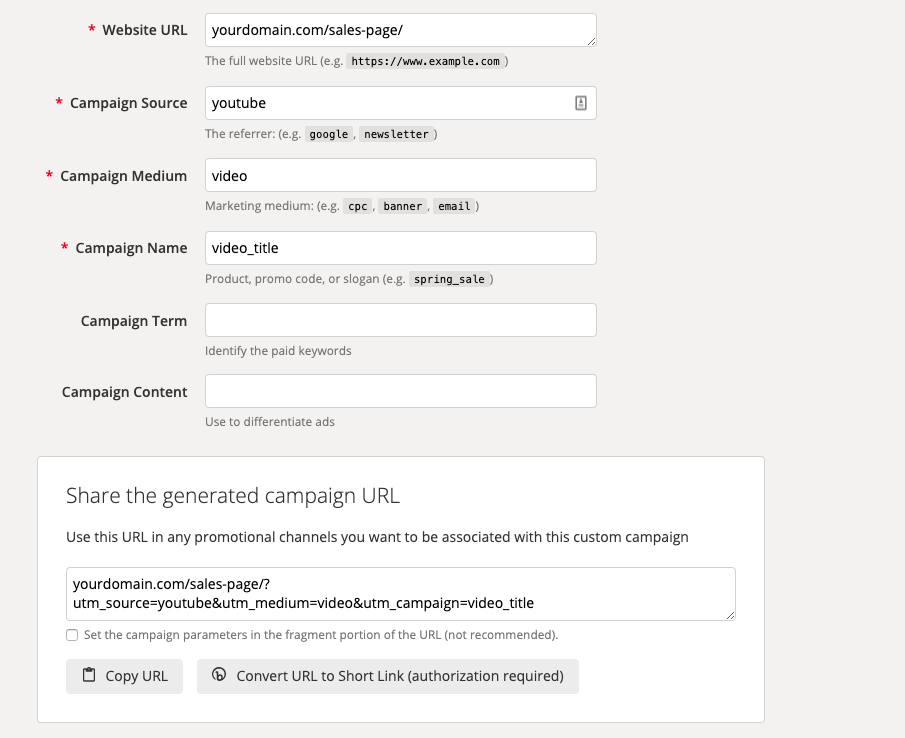 * Website URL
yourdomain.com/sales-page/
The full website URL (e.g. https://www.example.com )
* Campaign Source
youtube
The referrer: (e.g. google , newsletter )
* Campaign Medium
video
Marketing medium: (e.g. cpc , banner , email )
* Campaign Name
video_title
Product, promo code, or slogan (e.g. spring_sale )
Campaign Term
Identify the paid keywords
Campaign Content
Use to differentiate ads
Share the generated campaign URL
Use this URL in any promotional channels you want to be associated with this custom campaign
yourdomain.com/sales-page/?
utm_source=youtube&utm_medium=video&utm_campaign=video_title
Set the campaign parameters in the fragment portion of the URL (not recommended).
Copy URL
Convert URL to Short Link (authorization required)